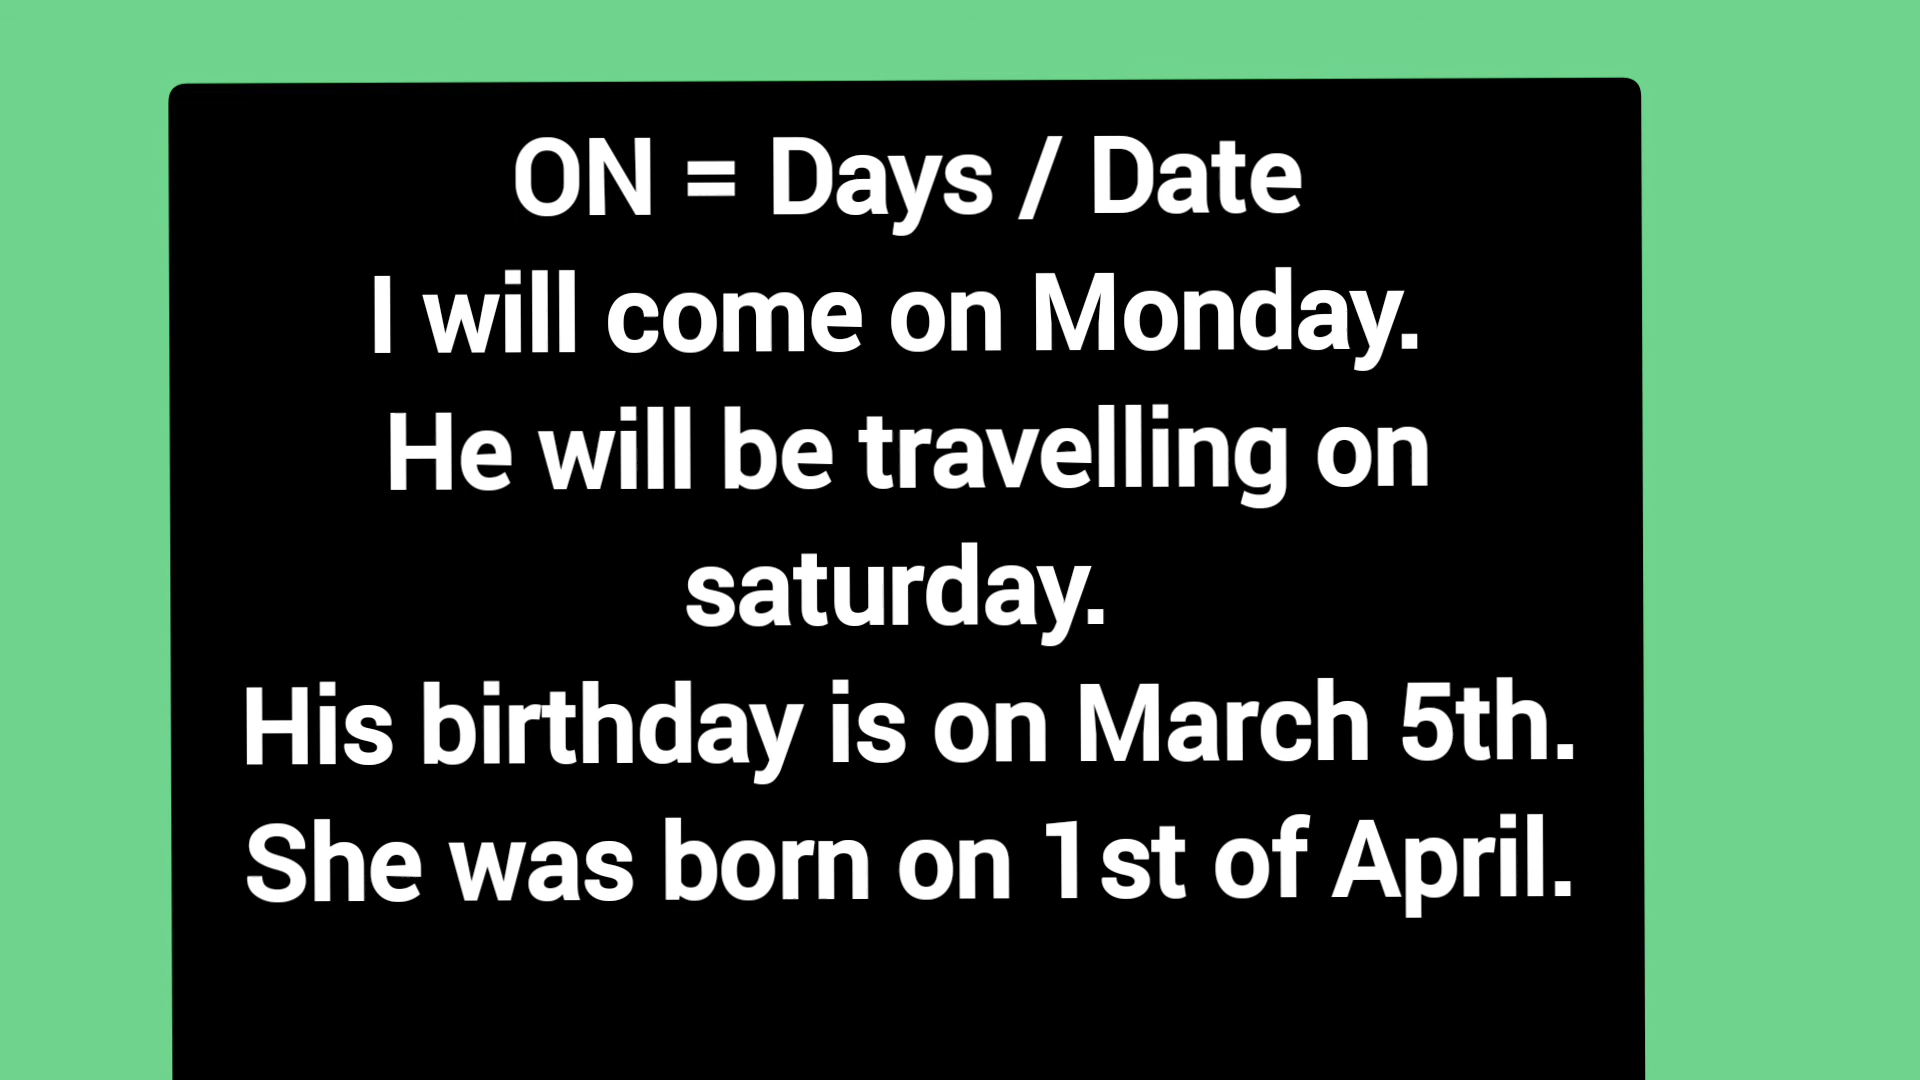 ON = Days / Date
I will come on Monday.
He will be travelling on
saturday.
His birthday is on March 5th.
She was born on 1st of April.